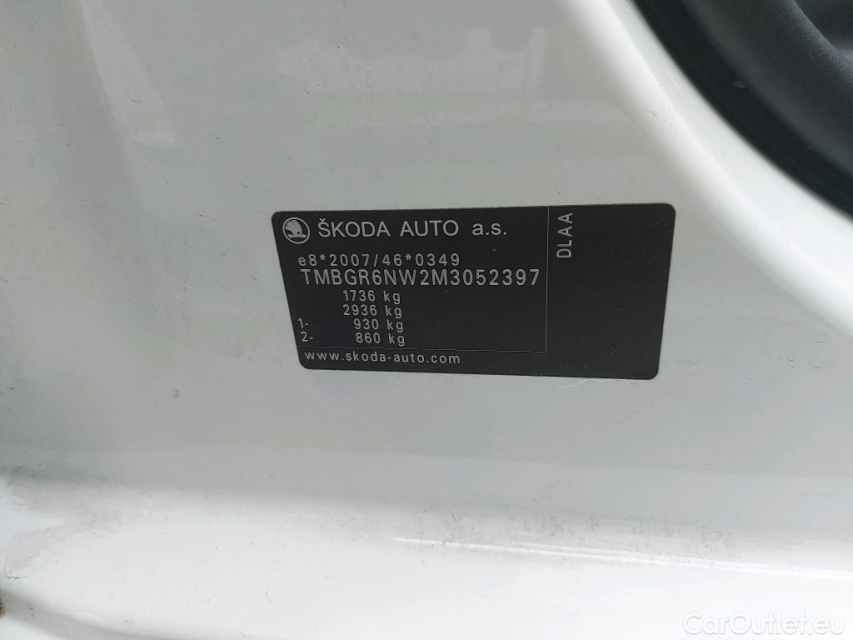 ŠKODA AUTO a.s.
e8*2007/46*0349
TMBGR6NW2M3052397
1736 kg
2936 kg
1- 930 kg
2- 860 kg
www.skoda-auto.com
DLAA
CarOutlet.eu